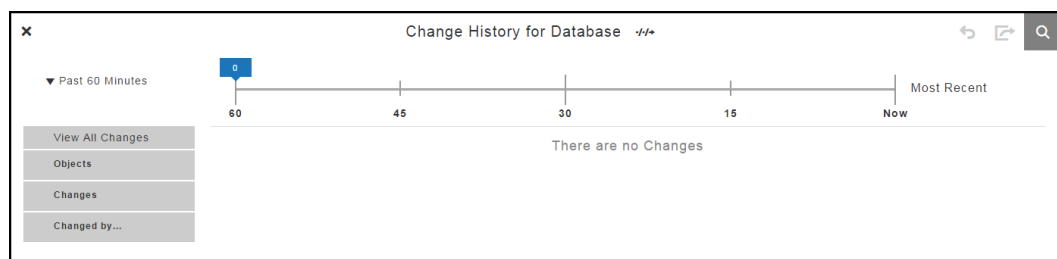 Change History for Database
Past 60 Minutes
0
Most Recent
60 45 30 15 Now
View All Changes
There are no Changes
Objects
Changes
Changed by...